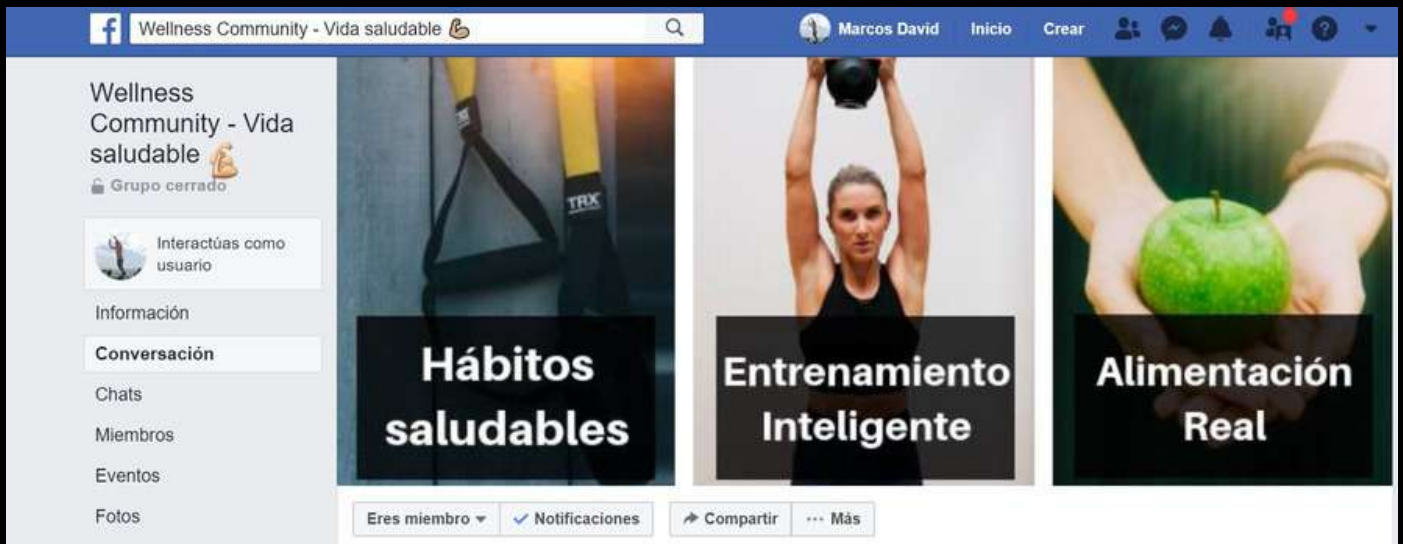 Wellness Community - Vida saludable 💪
Marcos David Inicio Crear
Wellness
Community - Vida
saludable 💪
Grupo cerrado
Interactúas como
usuario
Información
Conversación
Chats
Miembros
Eventos
Fotos
TRX
TRX
Hábitos
saludables
Entrenamiento
Inteligente
Alimentación
Real
Eres miembro
Notificaciones
Compartir
Más